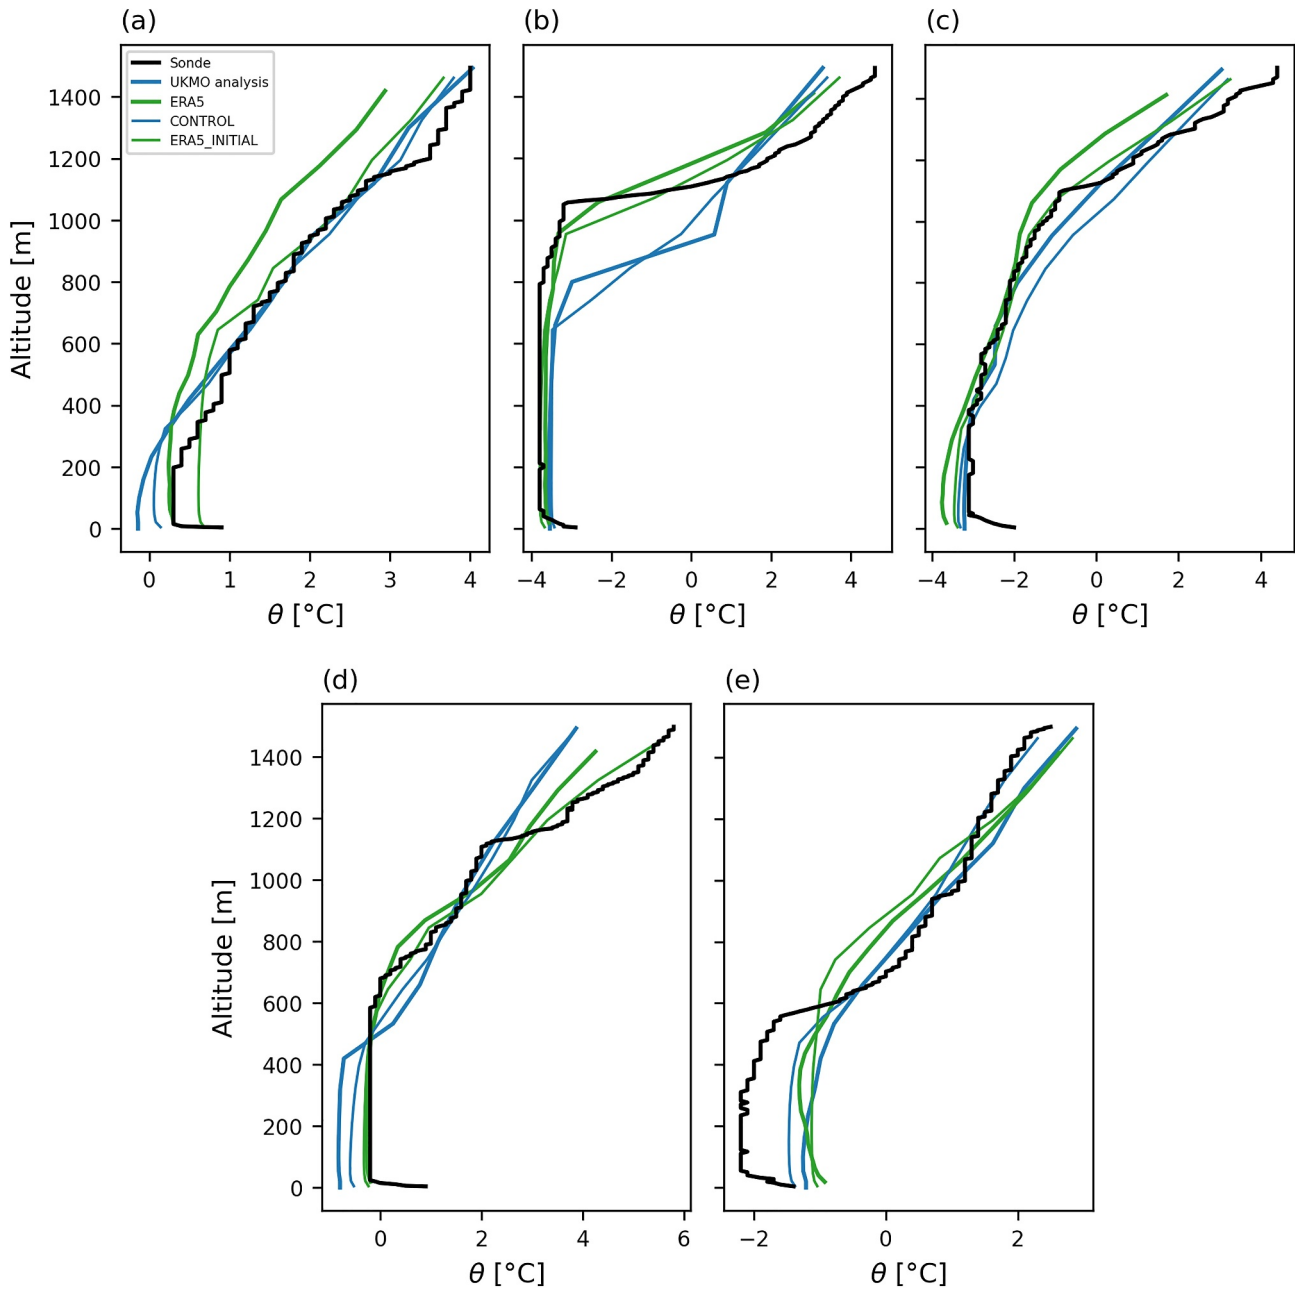 (a)
(b)
(c)
Sonde
UKMO analysis
ERA5
CONTROL
ERA5_INITIAL
Altitude [m]
1400
1200
1000
800
600
400
200
0
0 1 2 3 4
−4 −2 0 2 4
−4 −2 0 2 4
θ [°C]
θ [°C]
θ [°C]
(d)
(e)
Altitude [m]
1400
1200
1000
800
600
400
200
0
0 2 4 6
−2 0 2
θ [°C]
θ [°C]